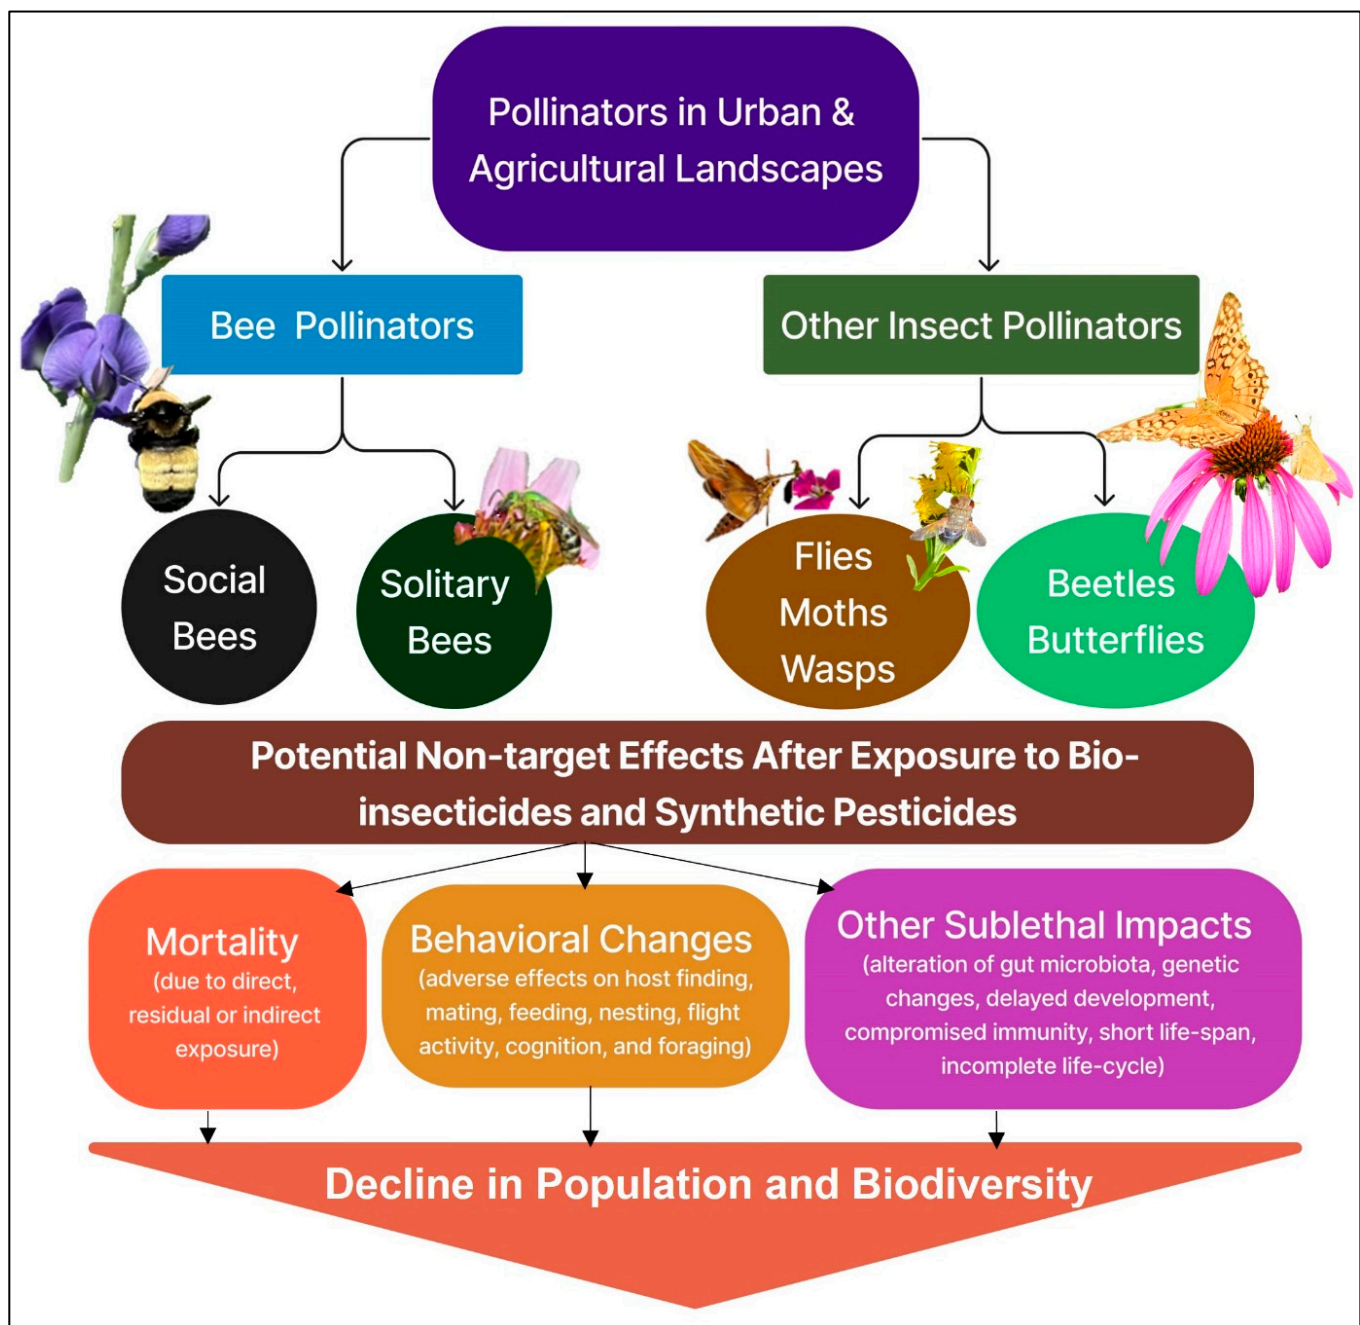 Pollinators in Urban &
Agricultural Landscapes
Bee Pollinators
Other Insect Pollinators
Social
Bees
Solitary
Bees
Flies
Moths
Wasps
Beetles
Butterflies
Potential Non-target Effects After Exposure to Bio-
insecticides and Synthetic Pesticides
Mortality
(due to direct,
residual or indirect
exposure)
Behavioral Changes
(adverse effects on host finding,
mating, feeding, nesting, flight
activity, cognition, and foraging)
Other Sublethal Impacts
(alteration of gut microbiota, genetic
changes, delayed development,
compromised immunity, short life-span,
incomplete life-cycle)
Decline in Population and Biodiversity